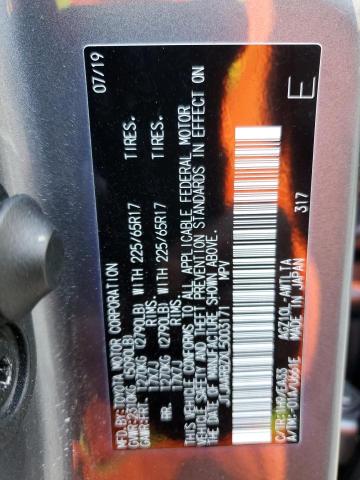 MFD.BY:TOYOTA MOTOR CORPORATION 07/19
GVWR:2310KG (5090LB)
GAWR:FRT. 1270KG (2790LB) WITH 225/65R17 TIRES.
17X7J RIMS.
RR. 1270KG (2790LB) WITH 225/65R17 TIRES.
17X7J RIMS.
THIS VEHICLE CONFORMS TO ALL APPLICABLE FEDERAL MOTOR
VEHICLE SAFETY AND THEFT PREVENTION STANDARDS IN EFFECT ON
THE DATE OF MANUFACTURE SHOWN ABOVE.
MPV
E
317
MADE IN JAPAN